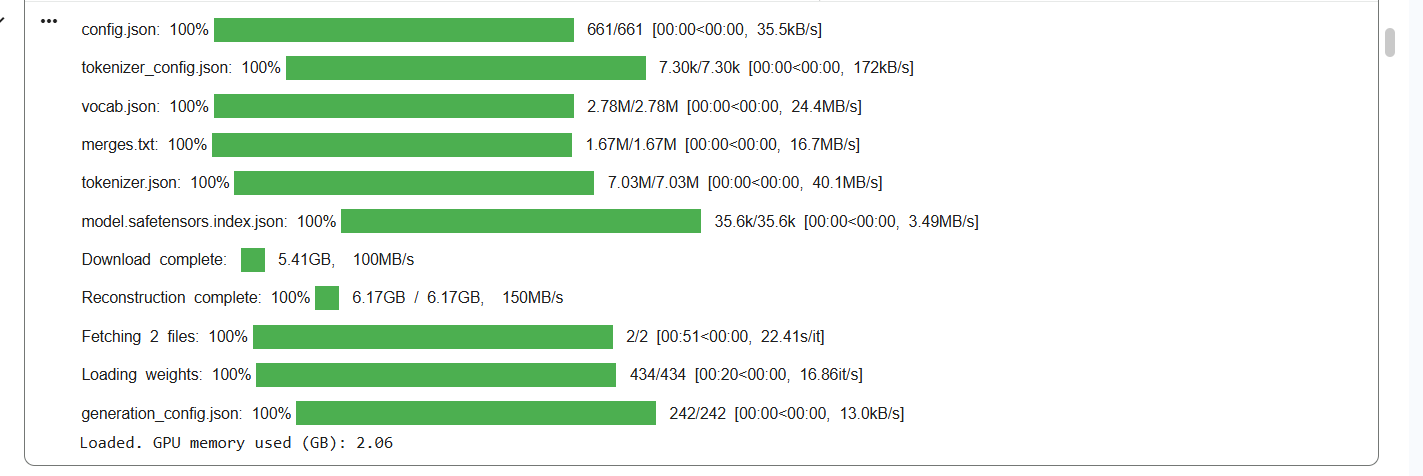 config.json: 100% 661/661 [00:00<00:00, 35.5kB/s]
tokenizer_config.json: 100% 7.30k/7.30k [00:00<00:00, 172kB/s]
vocab.json: 100% 2.78M/2.78M [00:00<00:00, 24.4MB/s]
merges.txt: 100% 1.67M/1.67M [00:00<00:00, 16.7MB/s]
tokenizer.json: 100% 7.03M/7.03M [00:00<00:00, 40.1MB/s]
model.safetensors.index.json: 100% 35.6k/35.6k [00:00<00:00, 3.49MB/s]
Download complete: 5.41GB, 100MB/s
Reconstruction complete: 100% 6.17GB / 6.17GB, 150MB/s
Fetching 2 files: 100% 2/2 [00:51<00:00, 22.41s/it]
Loading weights: 100% 434/434 [00:20<00:00, 16.86it/s]
generation_config.json: 100% 242/242 [00:00<00:00, 13.0kB/s]
Loaded. GPU memory used (GB): 2.06